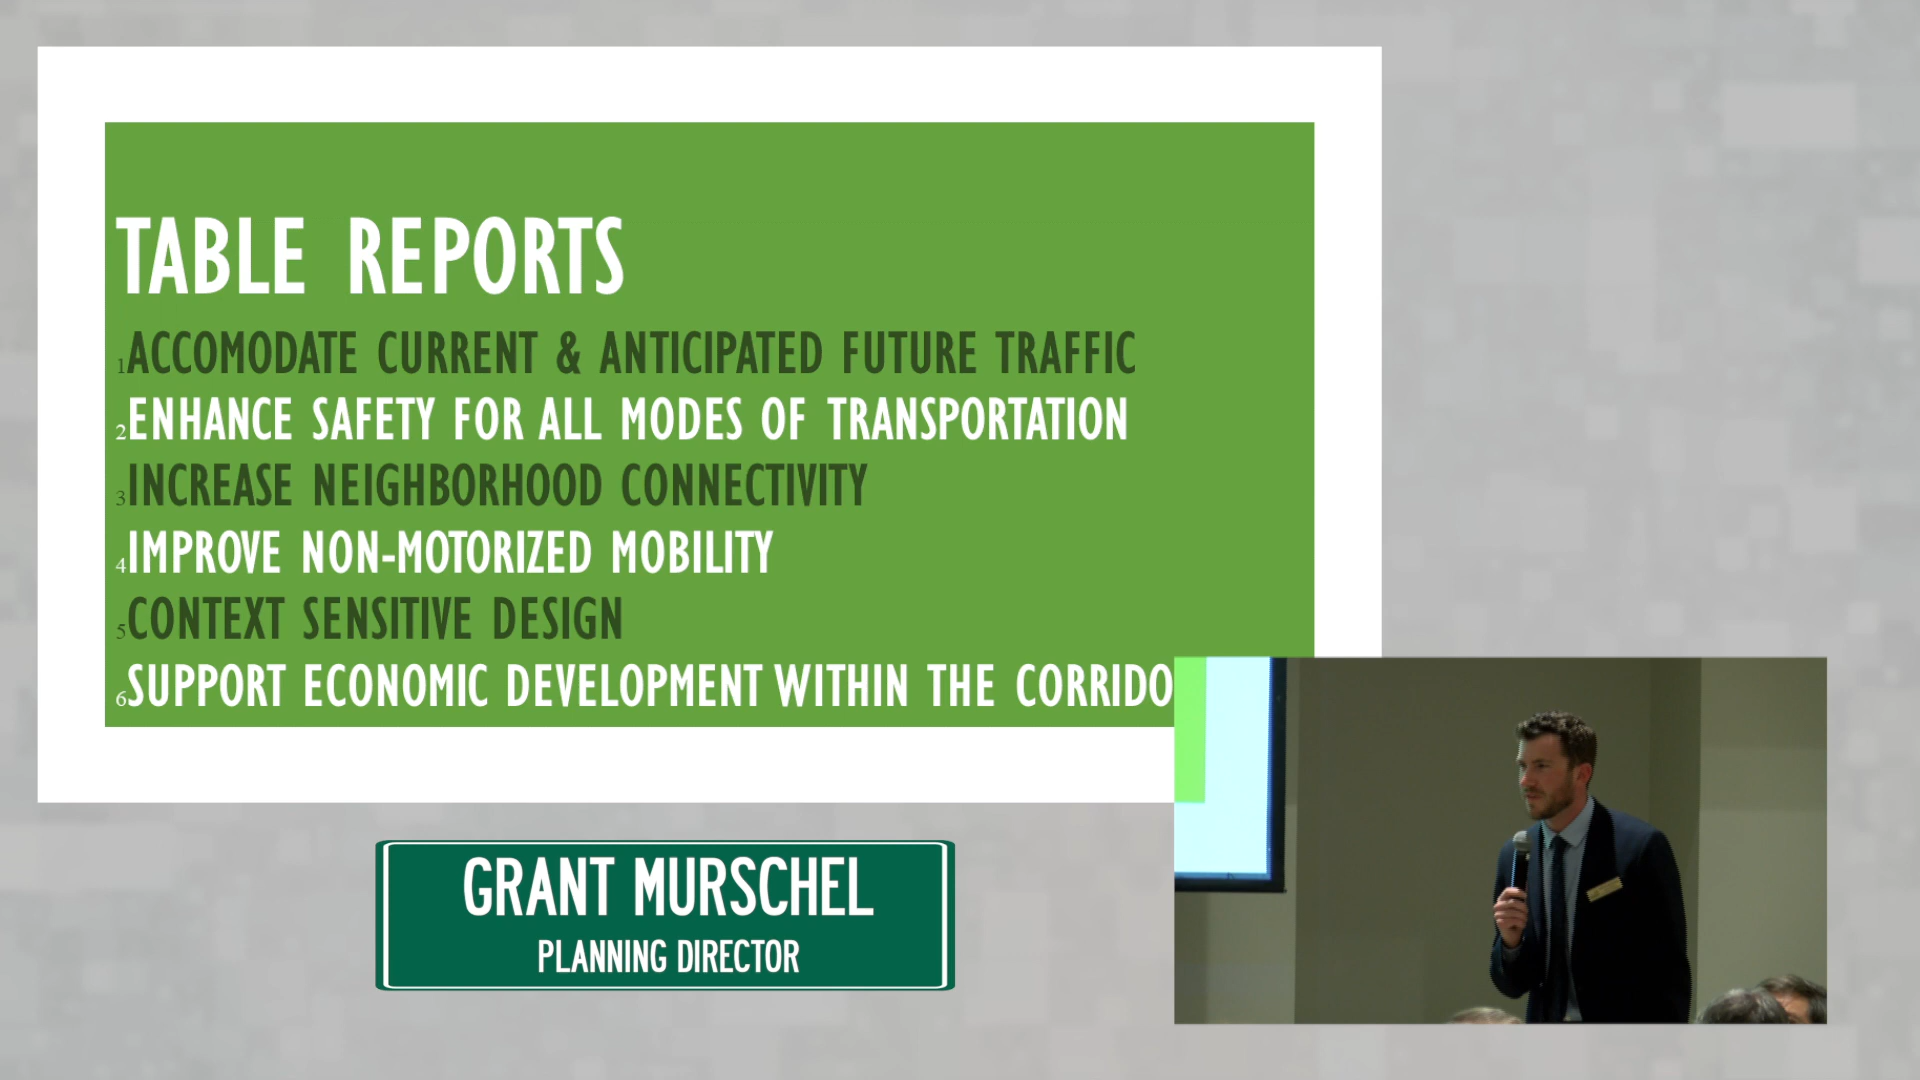 TABLE REPORTS
1ACCOMODATE CURRENT & ANTICIPATED FUTURE TRAFFIC
2ENHANCE SAFETY FOR ALL MODES OF TRANSPORTATION
3INCREASE NEIGHBORHOOD CONNECTIVITY
4IMPROVE NON-MOTORIZED MOBILITY
5CONTEXT SENSITIVE DESIGN
6SUPPORT ECONOMIC DEVELOPMENT WITHIN THE CORRIDO
GRANT MURSCHEL
PLANNING DIRECTOR